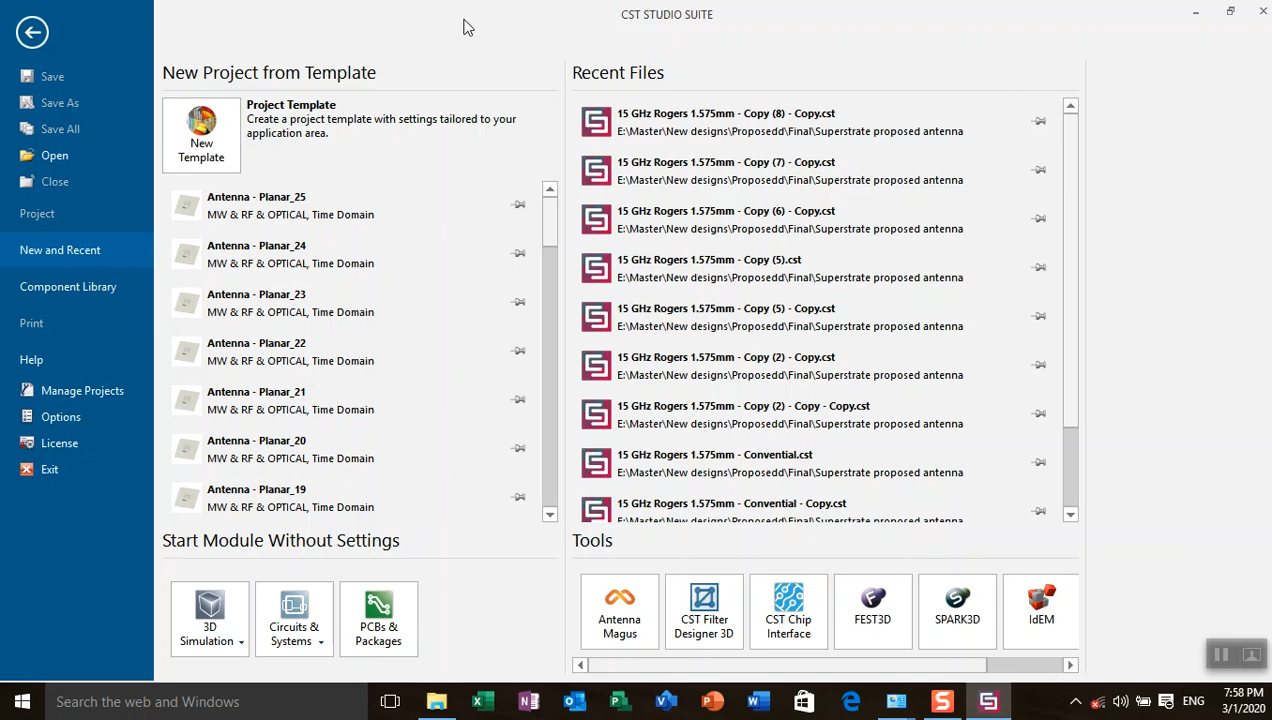 CST STUDIO SUITE
Save
Save As
Save All
Open
Close
Project
New and Recent
Component Library
Print
Help
Manage Projects
Options
License
Exit
New Project from Template
New
Template
Project Template
Create a project template with settings tailored to your
application area.
Antenna - Planar_25
MW & RF & OPTICAL, Time Domain
Antenna - Planar_24
MW & RF & OPTICAL, Time Domain
Antenna - Planar_23
MW & RF & OPTICAL, Time Domain
Antenna - Planar_22
MW & RF & OPTICAL, Time Domain
Antenna - Planar_21
MW & RF & OPTICAL, Time Domain
Antenna - Planar_20
MW & RF & OPTICAL, Time Domain
Antenna - Planar_19
MW & RF & OPTICAL, Time Domain
Start Module Without Settings
3D
Simulation
Circuits &
Systems
PCBs &
Packages
Recent Files
15 GHz Rogers 1.575mm - Copy (8) - Copy.cst
E:\Master\New designs\Proposedd\Final\Superstrate proposed antenna
15 GHz Rogers 1.575mm - Copy (7) - Copy.cst
E:\Master\New designs\Proposedd\Final\Superstrate proposed antenna
15 GHz Rogers 1.575mm - Copy (6) - Copy.cst
E:\Master\New designs\Proposedd\Final\Superstrate proposed antenna
15 GHz Rogers 1.575mm - Copy (5).cst
E:\Master\New designs\Proposedd\Final\Superstrate proposed antenna
15 GHz Rogers 1.575mm - Copy (5) - Copy.cst
E:\Master\New designs\Proposedd\Final\Superstrate proposed antenna
15 GHz Rogers 1.575mm - Copy (2) - Copy.cst
E:\Master\New designs\Proposedd\Final\Superstrate proposed antenna
15 GHz Rogers 1.575mm - Copy (2) - Copy - Copy.cst
E:\Master\New designs\Proposedd\Final\Superstrate proposed antenna
15 GHz Rogers 1.575mm - Convential.cst
E:\Master\New designs\Proposedd\Final\Superstrate proposed antenna
15 GHz Rogers 1.575mm - Convential - Copy.cst
E:\Master\New designs\Proposedd\Final\Superstrate proposed antenna
Tools
Antenna
Magus
CST Filter
Designer 3D
CST Chip
Interface
FEST3D
SPARK3D
IdEM
Search the web and Windows
ENG
7:58 PM
3/1/2020